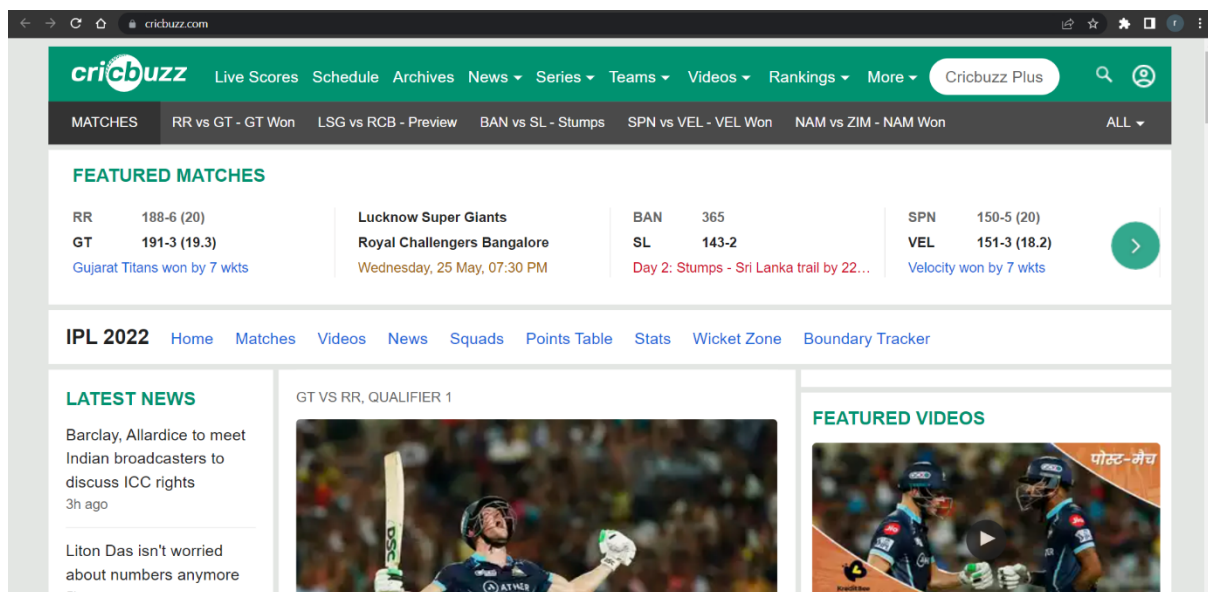 cricbuzz.com
r
cricbuzz Live Scores Schedule Archives News Series Teams Videos Rankings More Cricbuzz Plus
MATCHES RR vs GT - GT Won LSG vs RCB - Preview BAN vs SL - Stumps SPN vs VEL - VEL Won NAM vs ZIM - NAM Won ALL
FEATURED MATCHES
RR 188-6 (20)
GT 191-3 (19.3)
Gujarat Titans won by 7 wkts
Lucknow Super Giants
Royal Challengers Bangalore
Wednesday, 25 May, 07:30 PM
BAN 365
SL 143-2
Day 2: Stumps - Sri Lanka trail by 22...
SPN 150-5 (20)
VEL 151-3 (18.2)
Velocity won by 7 wkts
IPL 2022 Home Matches Videos News Squads Points Table Stats Wicket Zone Boundary Tracker
LATEST NEWS
Barclay, Allardice to meet
Indian broadcasters to
discuss ICC rights
3h ago
Liton Das isn't worried
about numbers anymore
GT VS RR, QUALIFIER 1
DSC
ATHER
FEATURED VIDEOS
पोस्ट-मैच
KreditBee